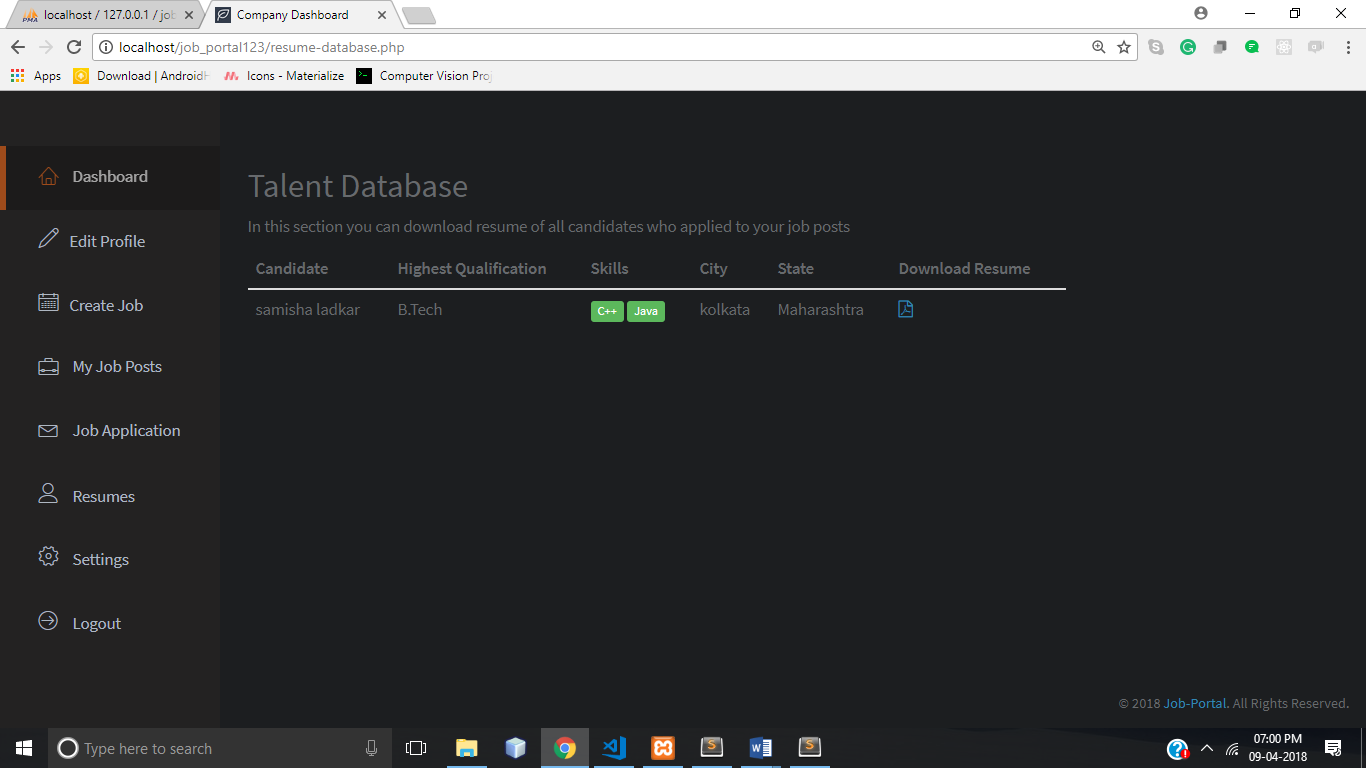 localhost / 127.0.0.1 / job
Company Dashboard
localhost/job_portal123/resume-database.php
Apps
Download | AndroidH
Icons - Materialize
Computer Vision Proj
Dashboard
Edit Profile
Create Job
My Job Posts
Job Application
Resumes
Settings
Logout
Talent Database
In this section you can download resume of all candidates who applied to your job posts
Candidate Highest Qualification Skills City State Download Resume
samisha ladkar B.Tech C++ Java kolkata Maharashtra
© 2018 Job-Portal. All Rights Reserved.
Type here to search
07:00 PM
09-04-2018